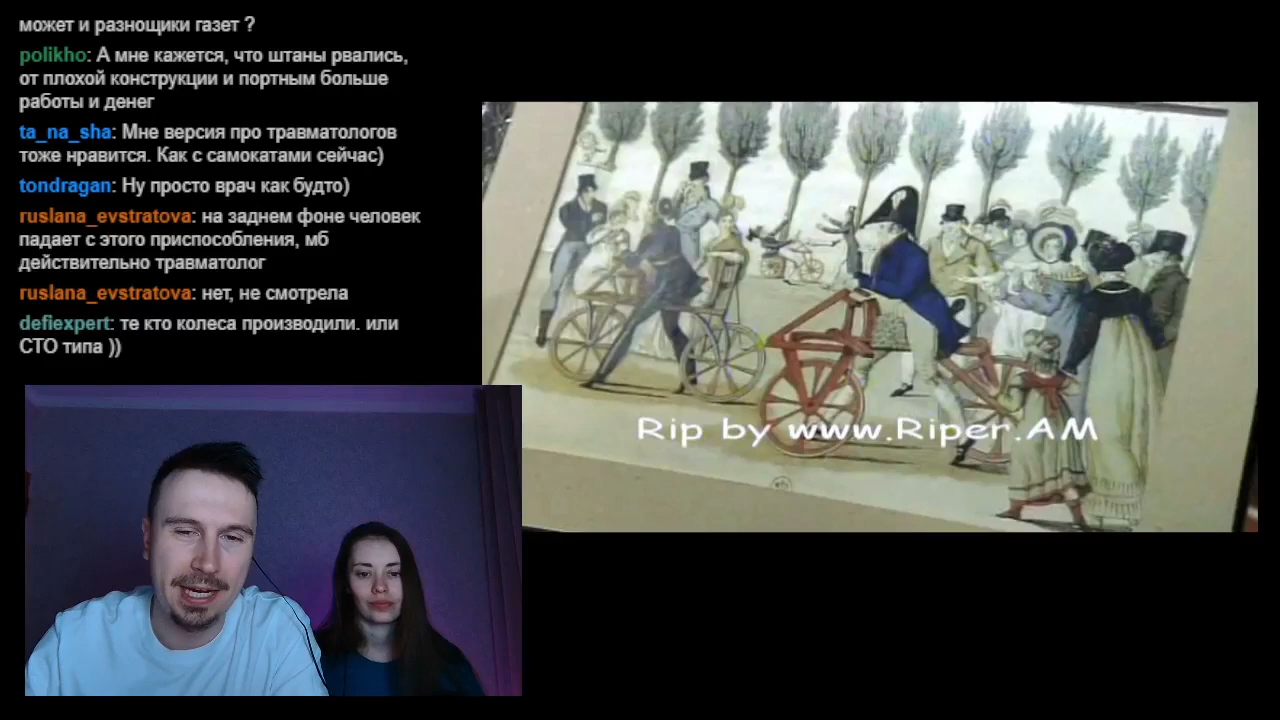 может и разнощики газет ?
polikho: А мне кажется, что штаны рвались,
от плохой конструкции и портным больше
работы и денег
ta_na_sha: Мне версия про травматологов
тоже нравится. Как с самокатами сейчас)
tondragan: Ну просто врач как будто)
ruslana_evstratova: на заднем фоне человек
падает с этого приспособления, мб
действительно травматолог
ruslana_evstratova: нет, не смотрела
defiexpert: те кто колеса производили. или
СТО типа ))
Rip by www.Riper.AM